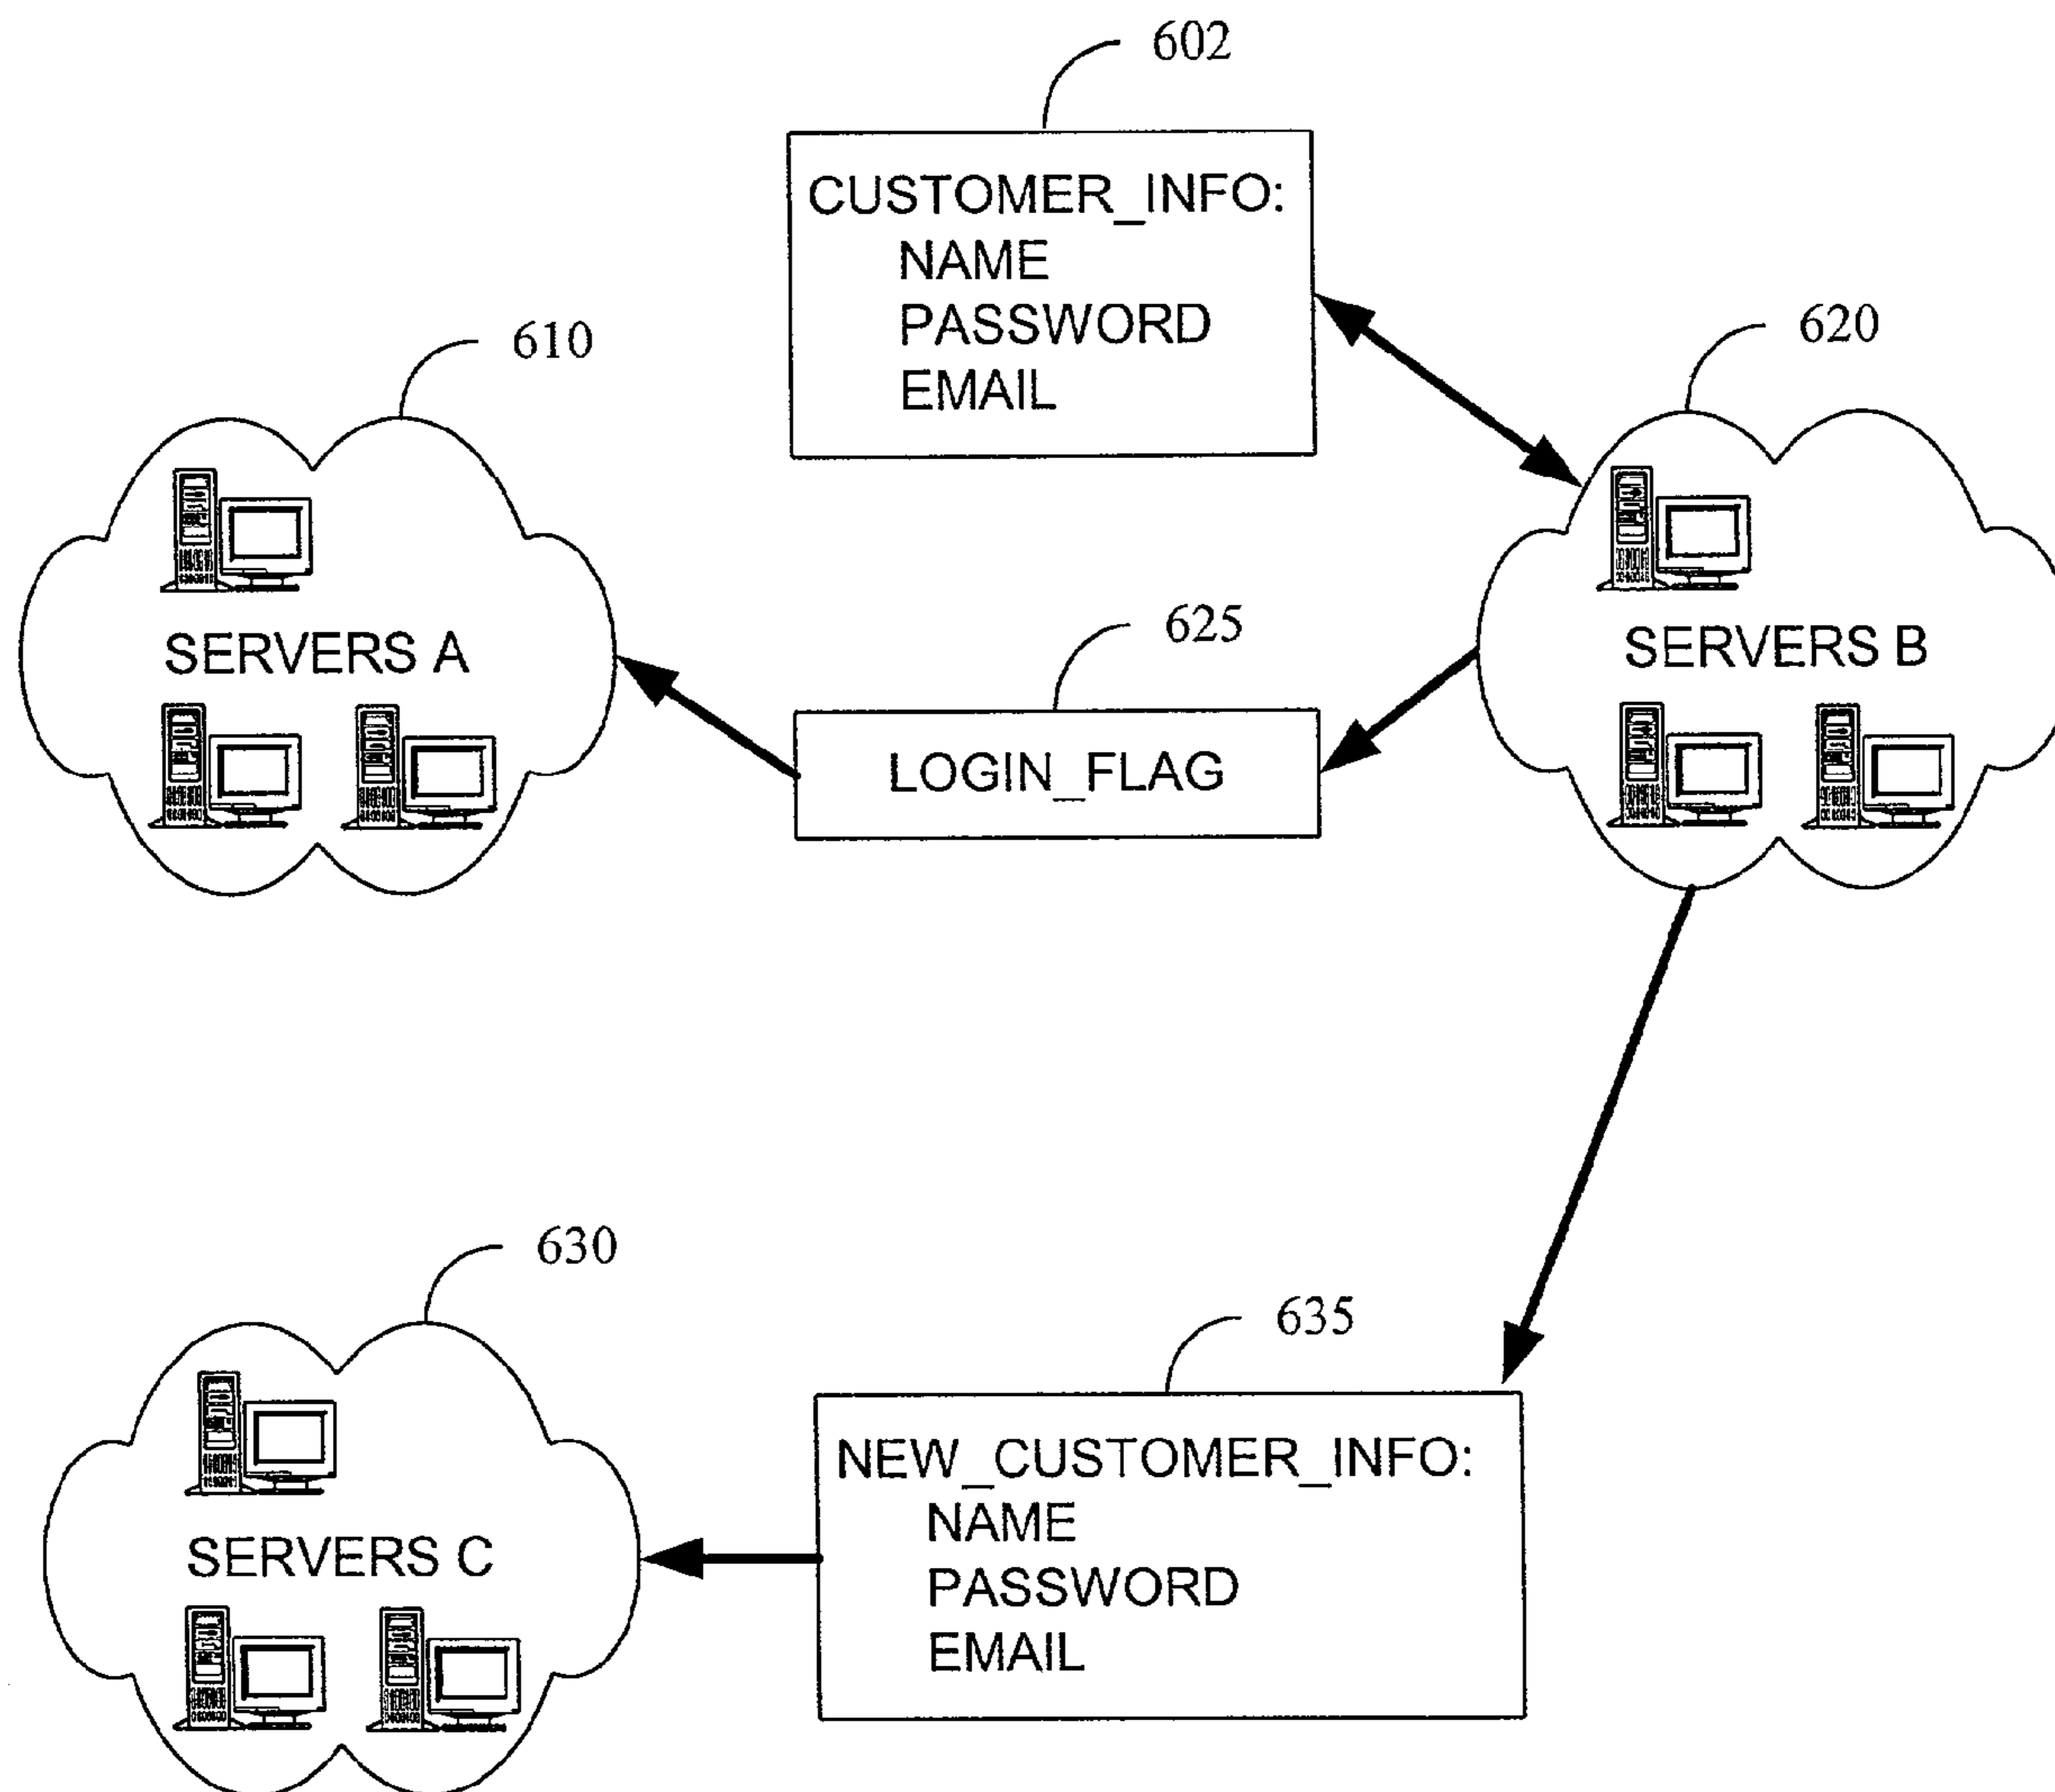 602
CUSTOMER_INFO:
NAME
PASSWORD
EMAIL
610
620
SERVERS A
625
LOGIN_FLAG
SERVERS B
630
SERVERS C
635
NEW_CUSTOMER_INFO:
NAME
PASSWORD
EMAIL